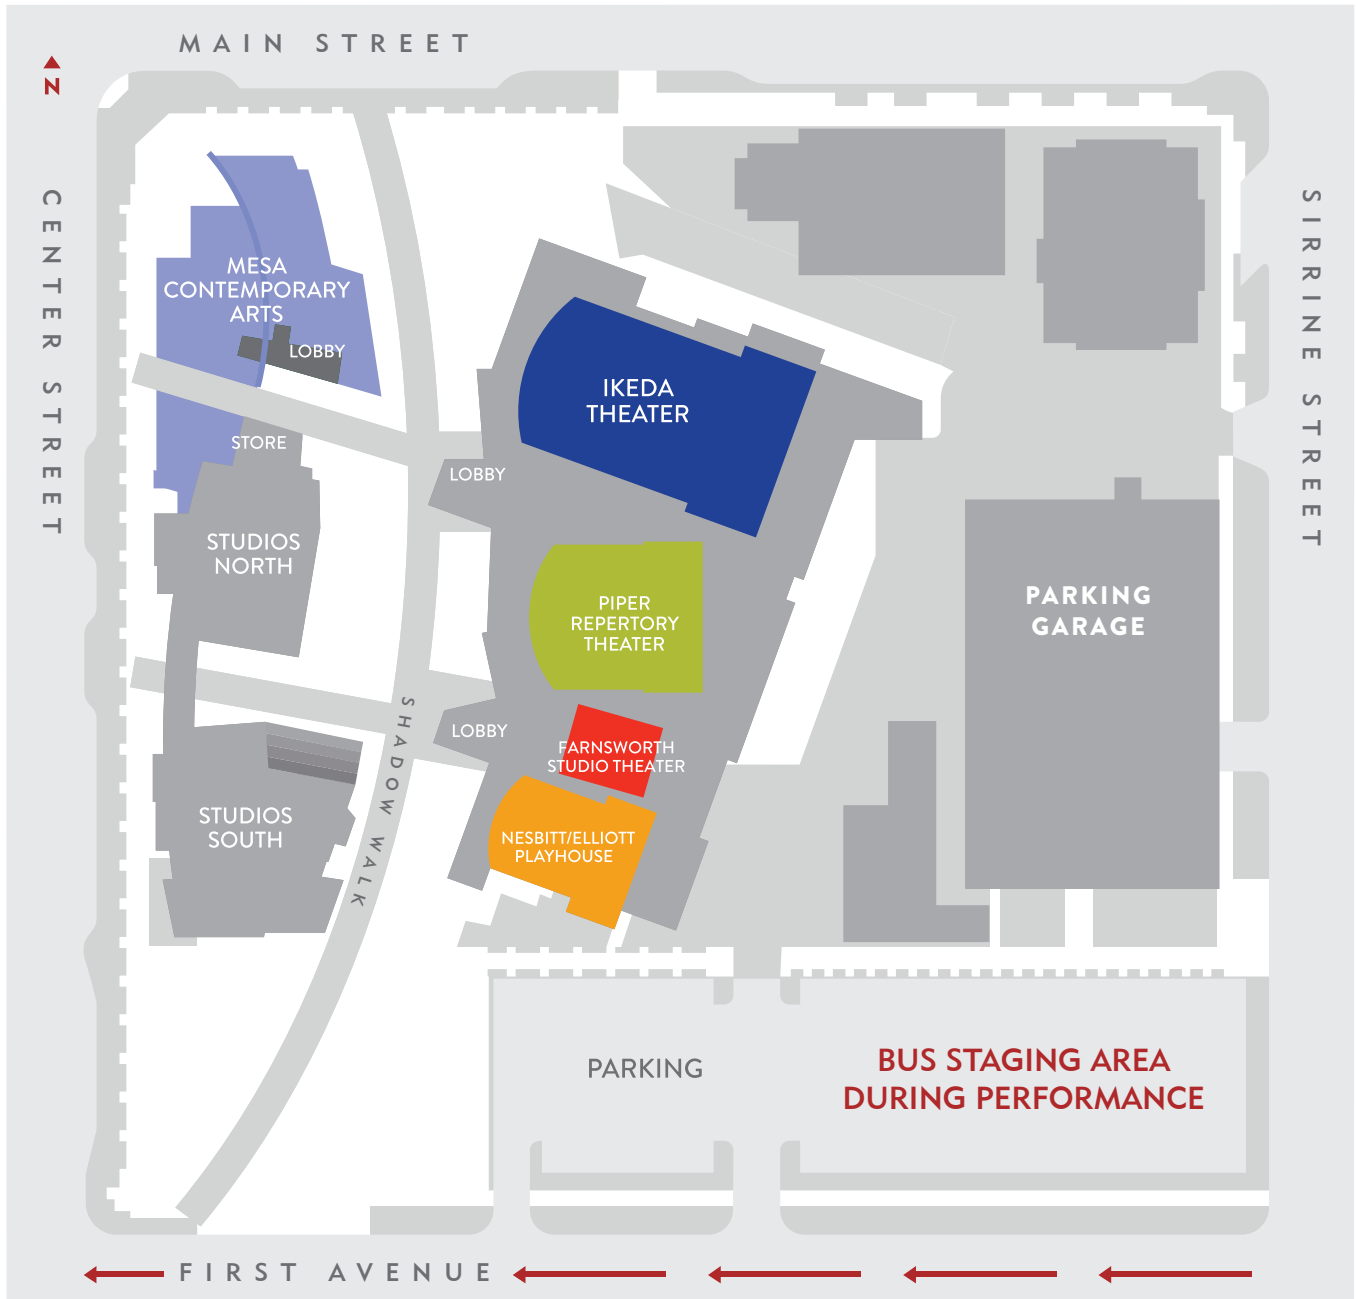 MAIN STREET
N
CENTER STREET
SIRRINE STREET
MESA
CONTEMPORARY
ARTS
LOBBY
IKEDA
THEATER
STORE
LOBBY
STUDIOS
NORTH
PIPER
REPERTORY
THEATER
PARKING
GARAGE
SHADOW WALK
LOBBY
FARNSWORTH
STUDIO THEATER
STUDIOS
SOUTH
NESBITT/ELLIOTT
PLAYHOUSE
PARKING
BUS STAGING AREA
DURING PERFORMANCE
FIRST AVENUE